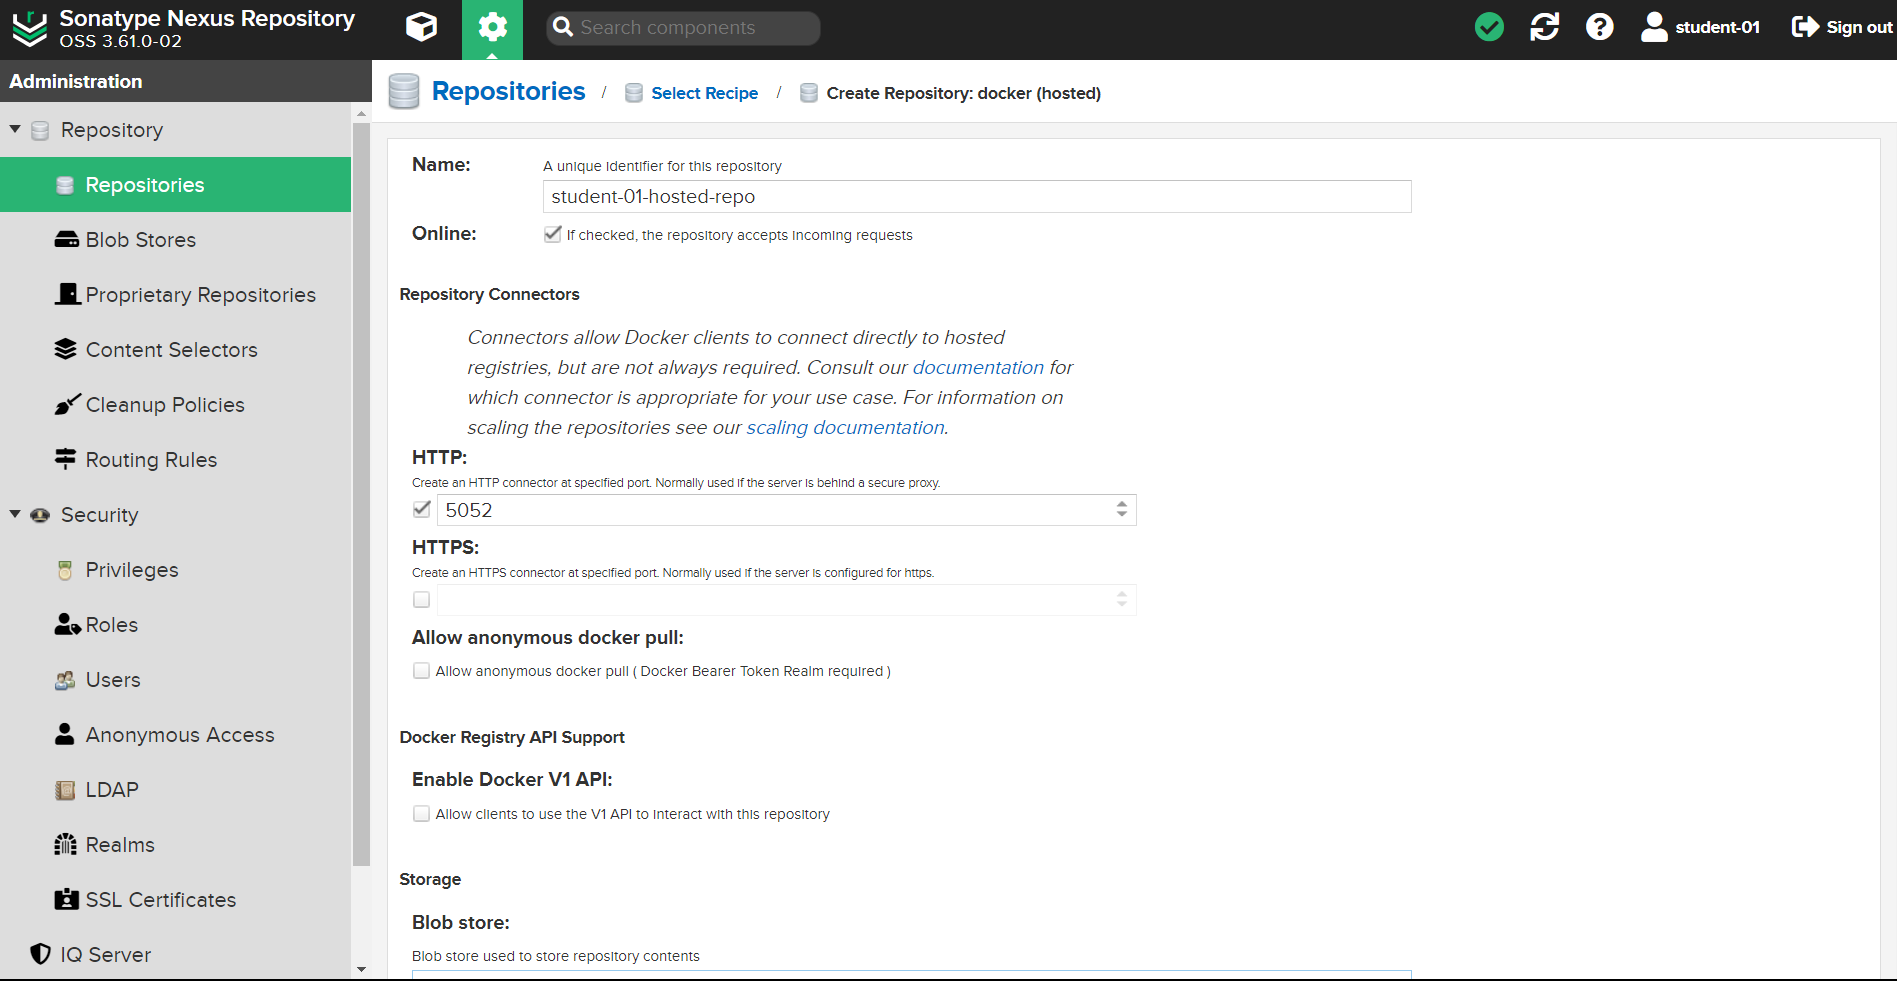 Sonatype Nexus Repository
OSS 3.61.0-02
Search components
student-01
Sign out
Administration
Repository
Repositories
Blob Stores
Proprietary Repositories
Content Selectors
Cleanup Policies
Routing Rules
Security
Privileges
Roles
Users
Anonymous Access
LDAP
Realms
SSL Certificates
IQ Server
Repositories / Select Recipe / Create Repository: docker (hosted)
Name: A unique identifier for this repository
student-01-hosted-repo
Online: If checked, the repository accepts incoming requests
Repository Connectors
Connectors allow Docker clients to connect directly to hosted
registries, but are not always required. Consult our documentation for
which connector is appropriate for your use case. For information on
scaling the repositories see our scaling documentation.
HTTP:
Create an HTTP connector at specified port. Normally used if the server is behind a secure proxy.
5052
HTTPS:
Create an HTTPS connector at specified port. Normally used if the server is configured for https.
Allow anonymous docker pull:
Allow anonymous docker pull ( Docker Bearer Token Realm required )
Docker Registry API Support
Enable Docker V1 API:
Allow clients to use the V1 API to interact with this repository
Storage
Blob store:
Blob store used to store repository contents